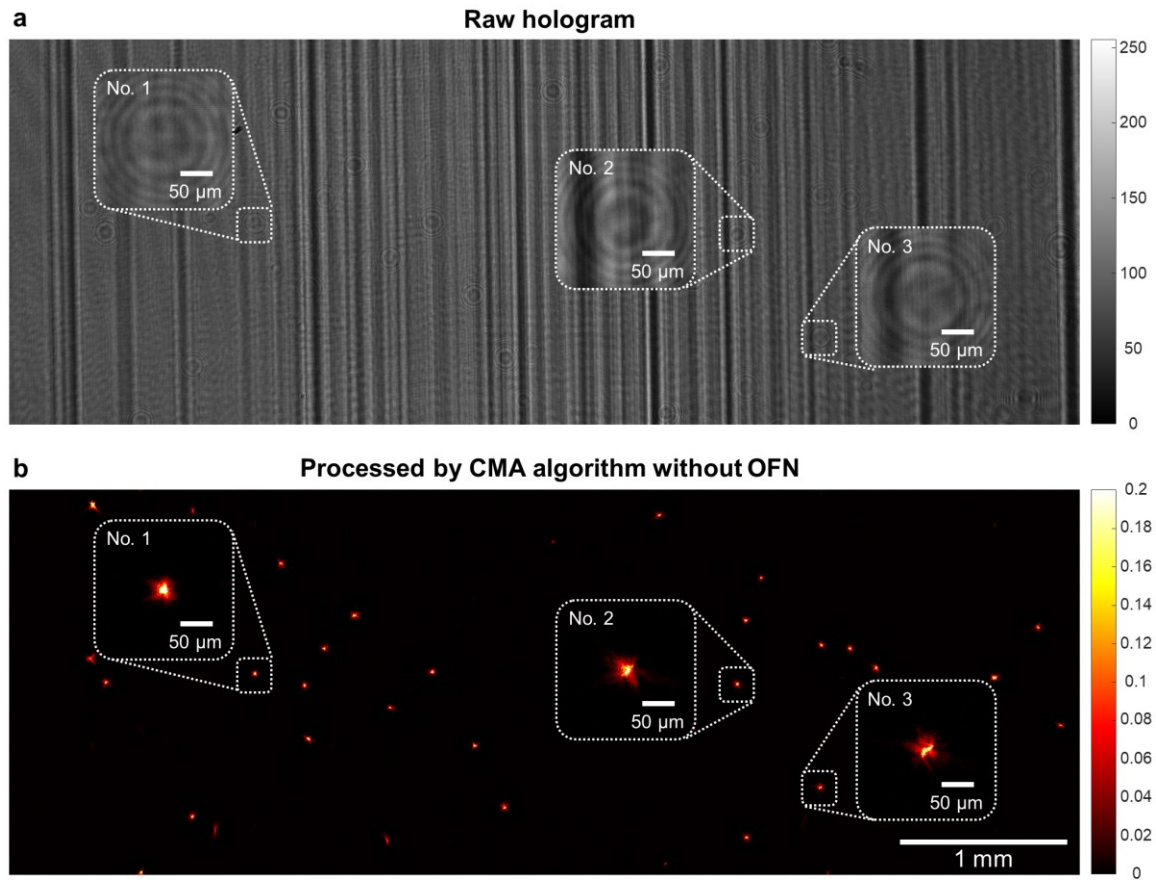 a
Raw hologram
No. 1
50 µm
No. 2
50 µm
No. 3
50 µm
250
200
150
100
50
0
b
Processed by CMA algorithm without OFN
No. 1
50 µm
No. 2
50 µm
No. 3
50 µm
1 mm
0.2
0.18
0.16
0.14
0.12
0.1
0.08
0.06
0.04
0.02
0